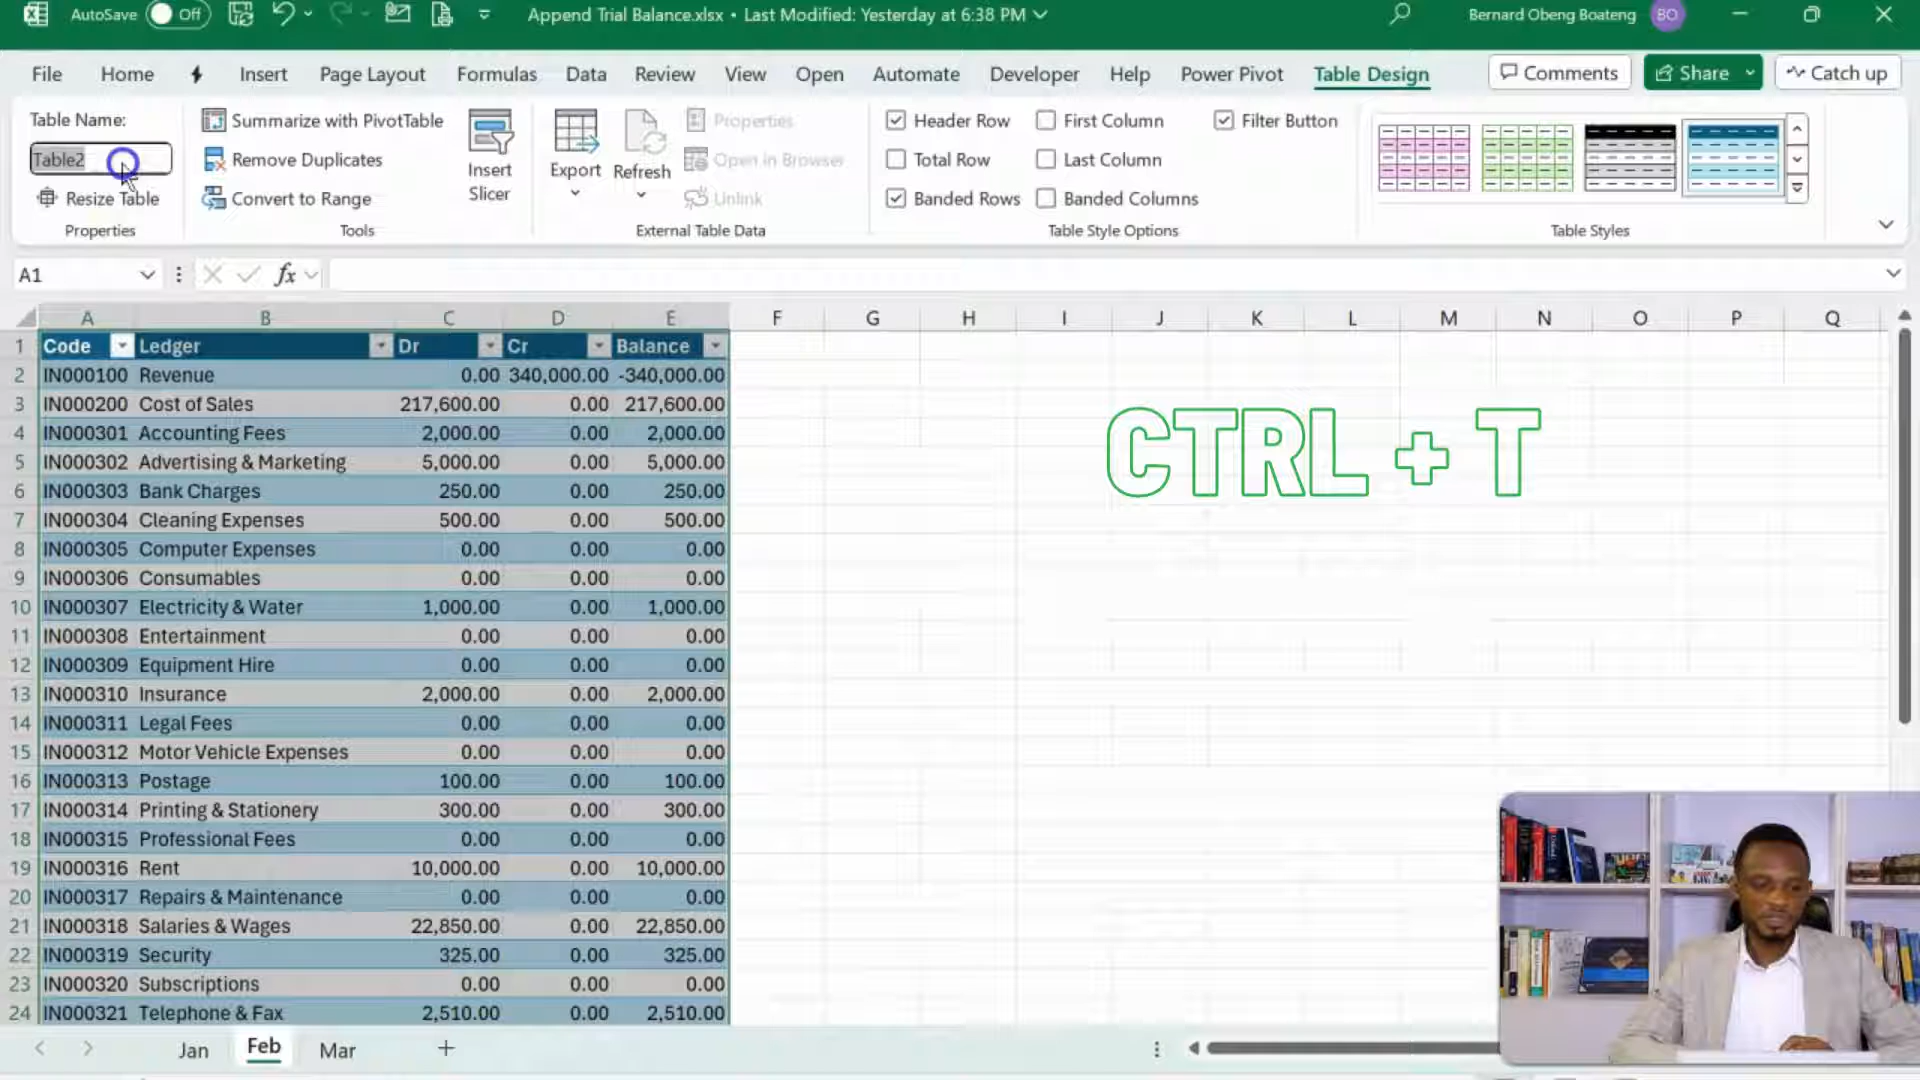 AutoSave Off Append Trial Balance.xlsx • Last Modified: Yesterday at 6:38 PM Bernard Obeng Boateng BO
File Home Insert Page Layout Formulas Data Review View Open Automate Developer Help Power Pivot Table Design Comments Share Catch up
Table Name:
Table2
Resize Table
Properties
Summarize with PivotTable
Remove Duplicates
Convert to Range
Tools
Insert
Slicer
Export
Refresh
Properties
Open in Browser
Unlink
External Table Data
Header Row First Column Filter Button
Total Row Last Column
Banded Rows Banded Columns
Table Style Options
Table Styles
A1 fx
A B C D E F G H I J K L M N O P Q
1 Code Ledger Dr Cr Balance
2 IN000100 Revenue 0.00 340,000.00 -340,000.00
3 IN000200 Cost of Sales 217,600.00 0.00 217,600.00
4 IN000301 Accounting Fees 2,000.00 0.00 2,000.00
5 IN000302 Advertising & Marketing 5,000.00 0.00 5,000.00
6 IN000303 Bank Charges 250.00 0.00 250.00
7 IN000304 Cleaning Expenses 500.00 0.00 500.00
8 IN000305 Computer Expenses 0.00 0.00 0.00
9 IN000306 Consumables 0.00 0.00 0.00
10 IN000307 Electricity & Water 1,000.00 0.00 1,000.00
11 IN000308 Entertainment 0.00 0.00 0.00
12 IN000309 Equipment Hire 0.00 0.00 0.00
13 IN000310 Insurance 2,000.00 0.00 2,000.00
14 IN000311 Legal Fees 0.00 0.00 0.00
15 IN000312 Motor Vehicle Expenses 0.00 0.00 0.00
16 IN000313 Postage 100.00 0.00 100.00
17 IN000314 Printing & Stationery 300.00 0.00 300.00
18 IN000315 Professional Fees 0.00 0.00 0.00
19 IN000316 Rent 10,000.00 0.00 10,000.00
20 IN000317 Repairs & Maintenance 0.00 0.00 0.00
21 IN000318 Salaries & Wages 22,850.00 0.00 22,850.00
22 IN000319 Security 325.00 0.00 325.00
23 IN000320 Subscriptions 0.00 0.00 0.00
24 IN000321 Telephone & Fax 2,510.00 0.00 2,510.00
CTRL + T
Jan Feb Mar +